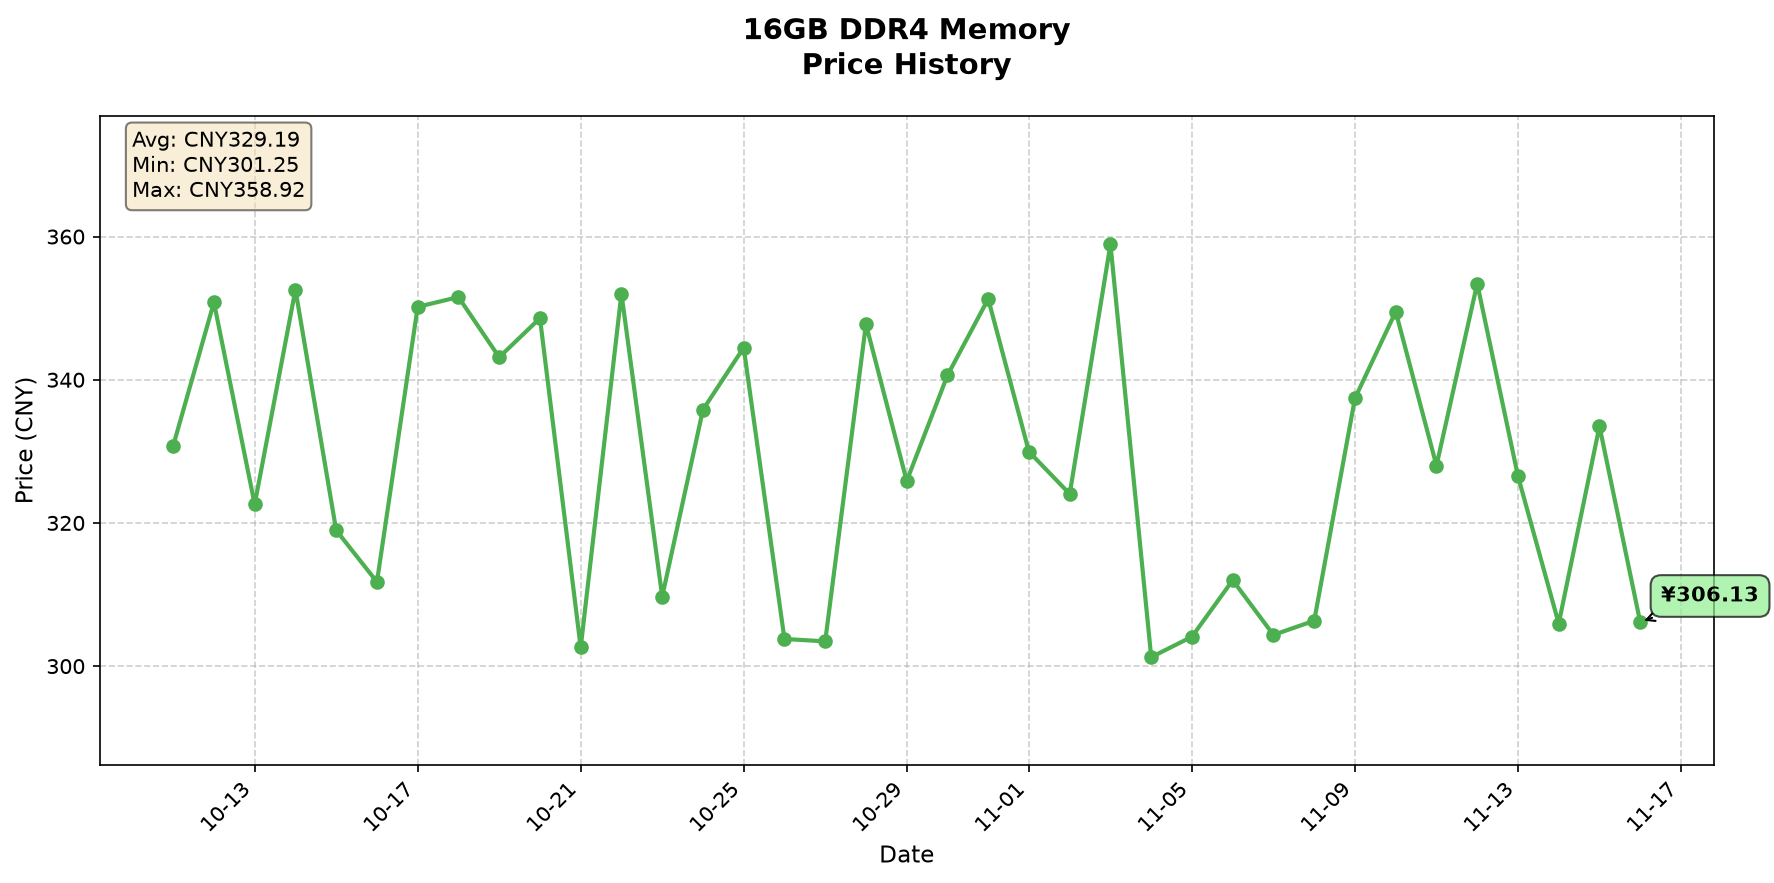 16GB DDR4 Memory
Price History
Avg: CNY329.19
Min: CNY301.25
Max: CNY358.92
360
340
320
300
Price (CNY)
¥306.13
10-13
10-17
10-21
10-25
10-29
11-01
11-05
11-09
11-13
11-17
Date